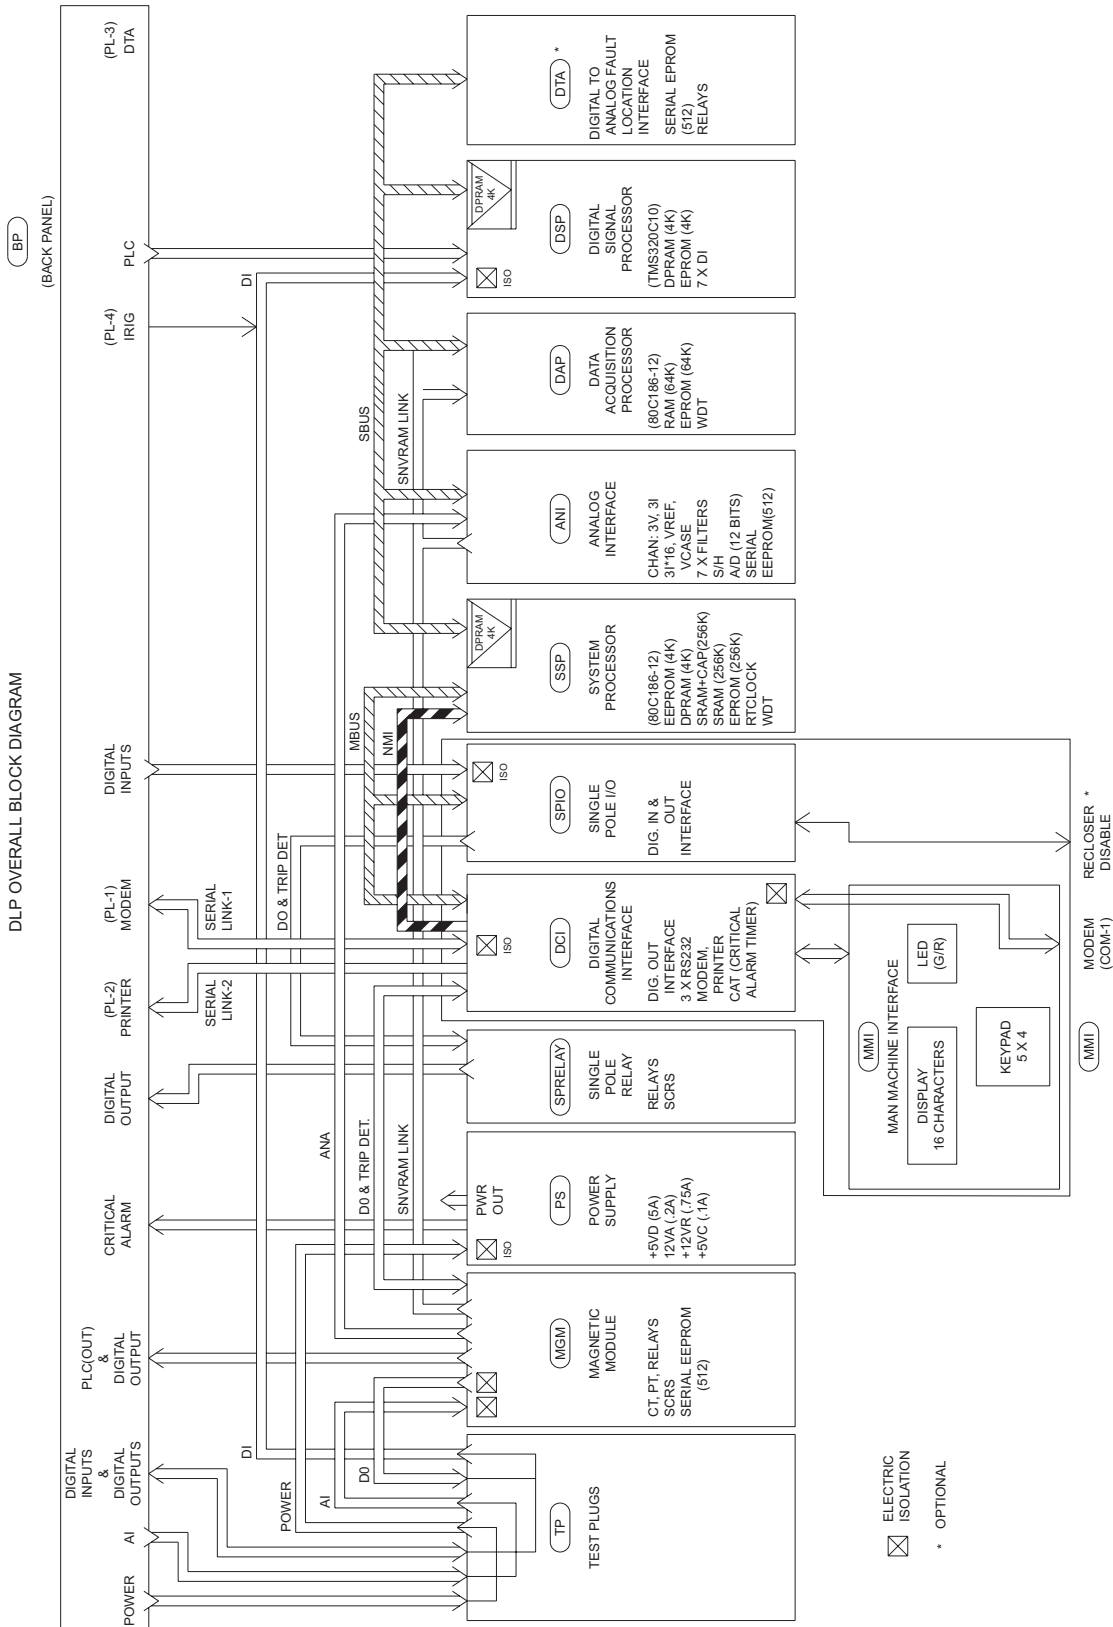 DLP OVERALL BLOCK DIAGRAM
BP
(BACK PANEL)
POWER
AI
DIGITAL
INPUTS
&
DIGITAL
OUTPUTS
PLC(OUT)
&
DIGITAL
OUTPUT
CRITICAL
ALARM
DIGITAL
OUTPUT
(PL-2)
PRINTER
(PL-1)
MODEM
DIGITAL
INPUTS
(PL-4)
IRIG
PLC
(PL-3)
DTA
SERIAL
LINK-2
SERIAL
LINK-1
DI
DI
POWER
AI
D0
ANA
D0 & TRIP DET.
SNVRAM LINK
DO & TRIP DET
MBUS
NMI
SBUS
SNVRAM LINK
TP
TEST PLUGS
MGM
MAGNETIC
MODULE
CT, PT, RELAYS
SCRS
SERIAL EEPROM
(512)
PWR
OUT
ISO
PS
POWER
SUPPLY
+5VD (5A)
12VA (.2A)
+12VR (.75A)
+5VC (.1A)
SPRELAY
SINGLE
POLE
RELAY
RELAYS
SCRS
ISO
DCI
DIGITAL
COMMUNICATIONS
INTERFACE
DIG. OUT
INTERFACE
3 X RS232
MODEM,
PRINTER
CAT (CRITICAL
ALARM TIMER)
ISO
SPIO
SINGLE
POLE I/O
DIG. IN &
OUT
INTERFACE
DPRAM
4K
SSP
SYSTEM
PROCESSOR
(80C186-12)
EEPROM (4K)
DPRAM (4K)
SRAM+CAP(256K)
SRAM (256K)
EPROM (256K)
RTCLOCK
WDT
ANI
ANALOG
INTERFACE
CHAN: 3V, 3I
3I*16, VREF,
VCASE
7 X FILTERS
S/H
A/D (12 BITS)
SERIAL
EEPROM(512)
DAP
DATA
ACQUISITION
PROCESSOR
(80C186-12)
RAM (64K)
EPROM (64K)
WDT
ISO
DPRAM
4K
DSP
DIGITAL
SIGNAL
PROCESSOR
(TMS320C10)
DPRAM (4K)
EPROM (4K)
7 X DI
DTA *
DIGITAL TO
ANALOG FAULT
LOCATION
INTERFACE
SERIAL EPROM
(512)
RELAYS
MMI
MAN MACHINE INTERFACE
DISPLAY
16 CHARACTERS
LED
(G/R)
KEYPAD
5 X 4
MMI
MODEM
(COM-1)
RECLOSER *
DISABLE
ELECTRIC
ISOLATION
* OPTIONAL